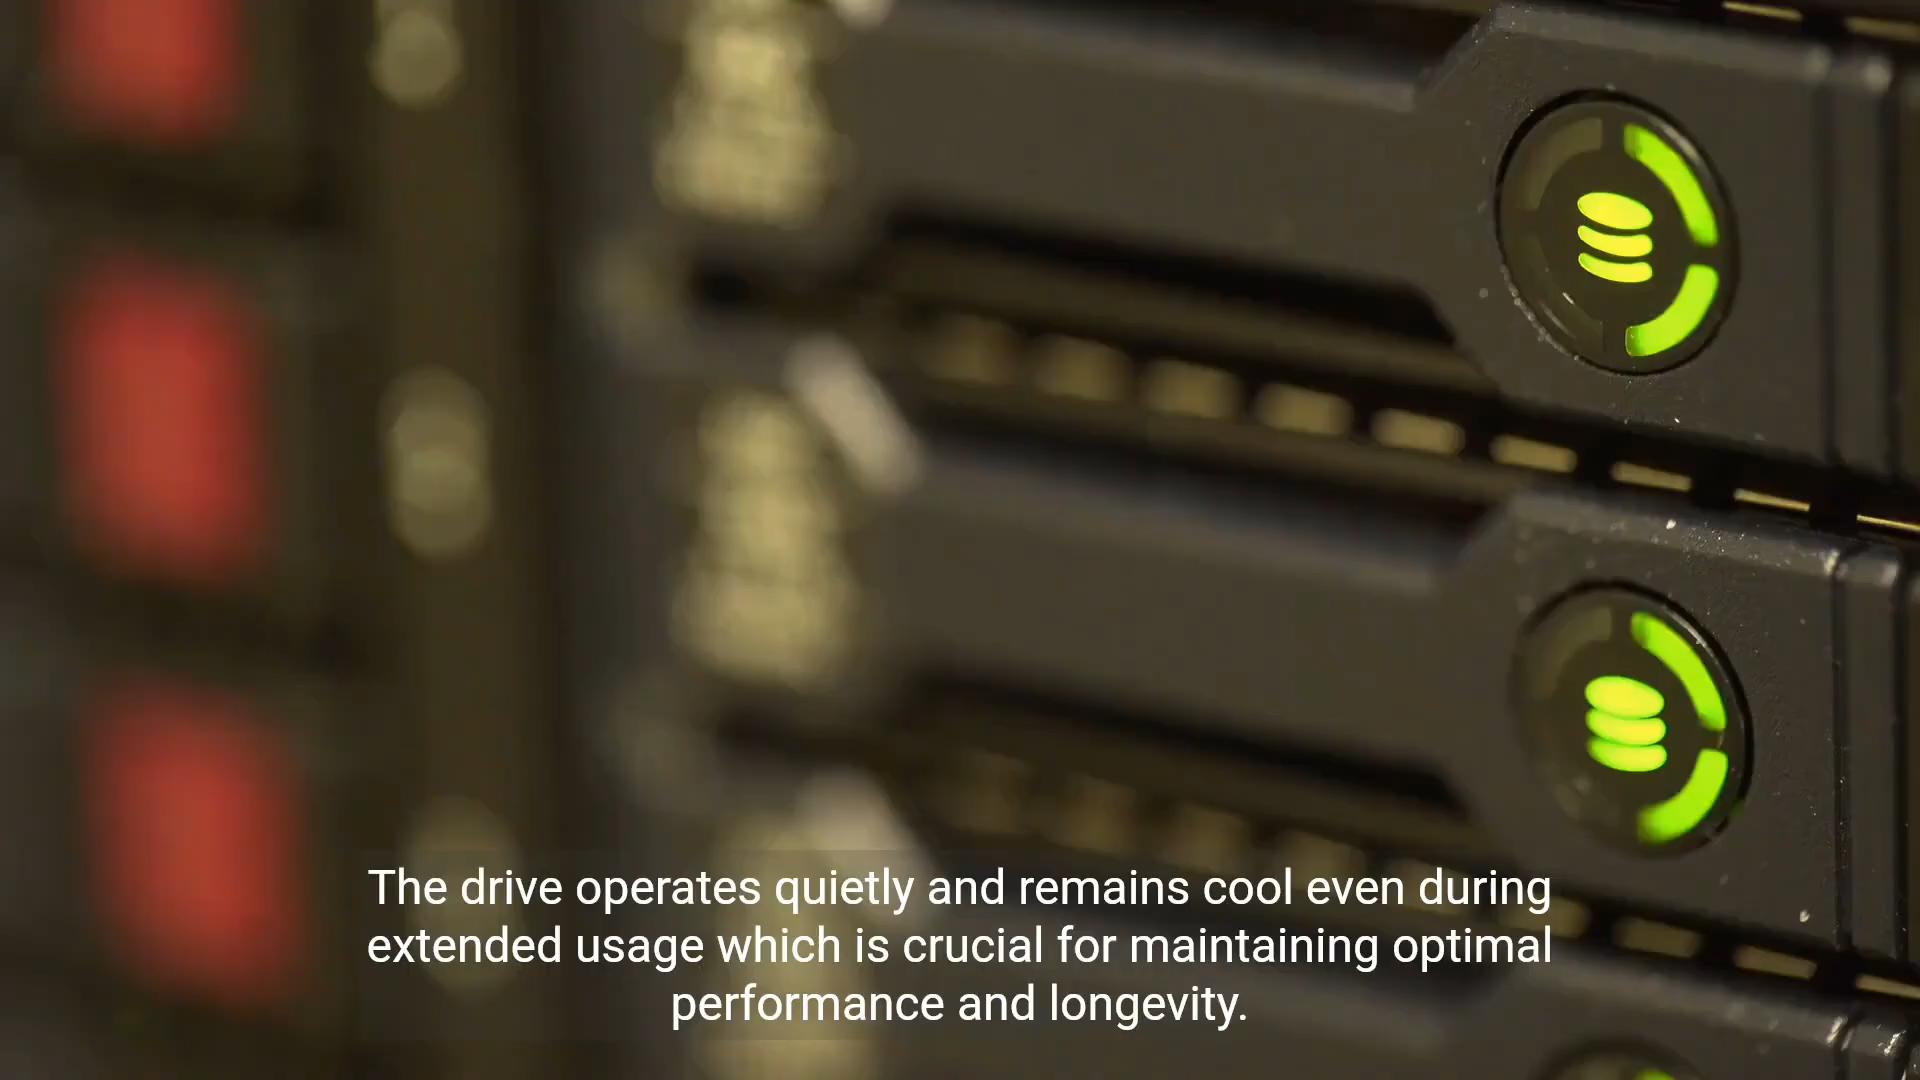 The drive operates quietly and remains cool even during
extended usage which is crucial for maintaining optimal
performance and longevity.